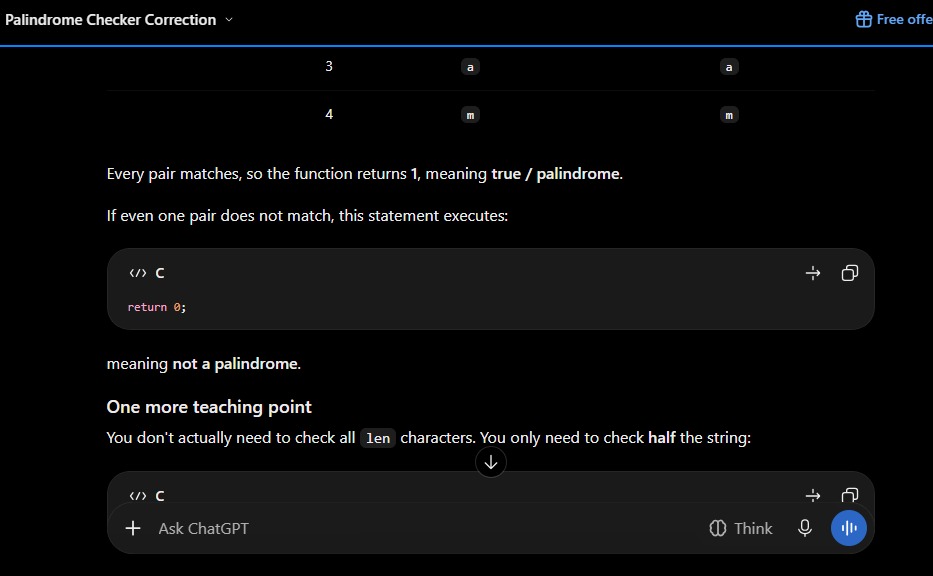 Palindrome Checker Correction
Free offe
3 a a
4 m m
Every pair matches, so the function returns 1, meaning true / palindrome.
If even one pair does not match, this statement executes:
</> C
return 0;
meaning not a palindrome.
One more teaching point
You don't actually need to check all len characters. You only need to check half the string:
</> C
Ask ChatGPT
Think